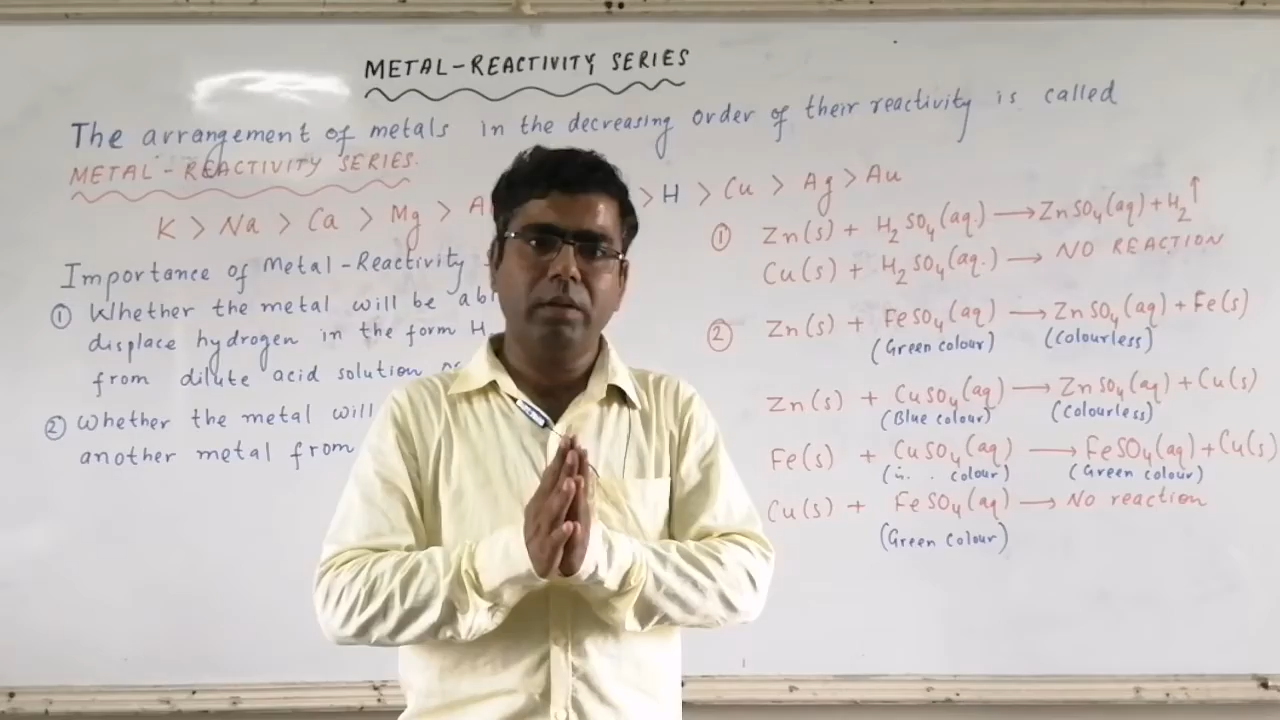 METAL-REACTIVITY SERIES
The arrangement of metals in the decreasing order of their reactivity is called
METAL-REACTIVITY SERIES.
K > Na > Ca > Mg > > H > Cu > Ag > Au
Importance of Metal-Reactivity
① Whether the metal will be
displace hydrogen in the form H
from dilute acid solution
② Whether the metal will
another metal from
① Zn(s) + H₂SO₄(aq.) → ZnSO₄(aq) + H₂↑
Cu(s) + H₂SO₄(aq.) → NO REACTION
② Zn(s) + FeSO₄(aq) → ZnSO₄(aq) + Fe(s)
(Green colour) (Colourless)
Zn(s) + CuSO₄(aq) → ZnSO₄(aq) + Cu(s)
(Blue colour) (Colourless)
Fe(s) + CuSO₄(aq) → FeSO₄(aq) + Cu(s)
colour) (Green colour)
Cu(s) + FeSO₄(aq) → No reaction
(Green colour)